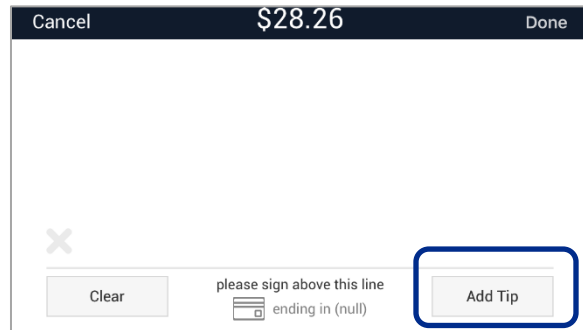 Cancel $28.26 Done
please sign above this line
Clear ending in (null) Add Tip